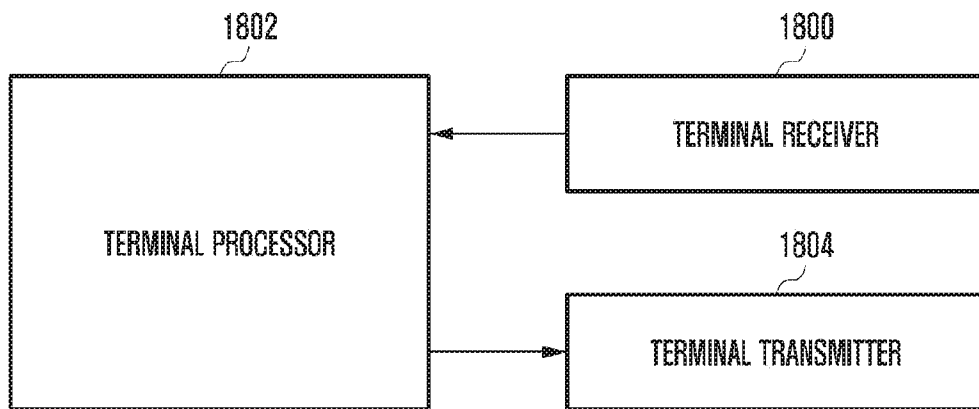 1802
1800
TERMINAL RECEIVER
TERMINAL PROCESSOR
1804
TERMINAL TRANSMITTER